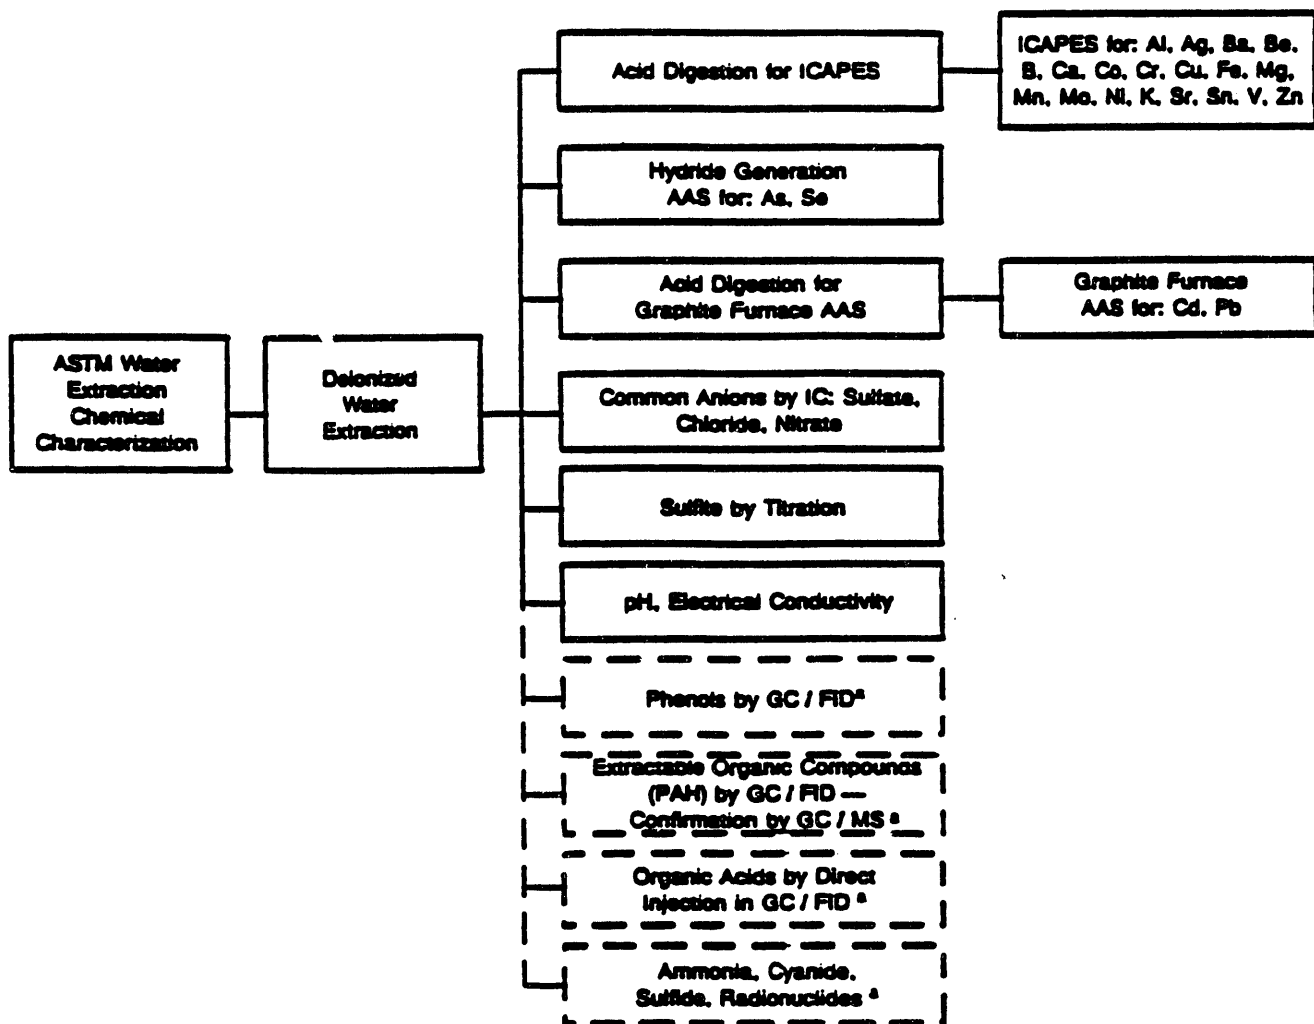 ASTM Water
Extraction
Chemical
Characterization
Deionized
Water
Extraction
Acid Digestion for ICAPES
ICAPES for: Al, Ag, Ba, Be,
B, Ca, Co, Cr, Cu, Fe, Mg,
Mn, Mo, Ni, K, Sr, Sn, V, Zn
Hydride Generation
AAS for: As, Se
Acid Digestion for
Graphite Furnace AAS
Graphite Furnace
AAS for: Cd, Pb
Common Anions by IC: Sulfate,
Chloride, Nitrate
Sulfite by Titration
pH, Electrical Conductivity
Phenols by GC / FID a
Extractable Organic Compounds
(PAH) by GC / FID —
Confirmation by GC / MS a
Organic Acids by Direct
Injection in GC / FID a
Ammonia, Cyanide,
Sulfide, Radionuclides a